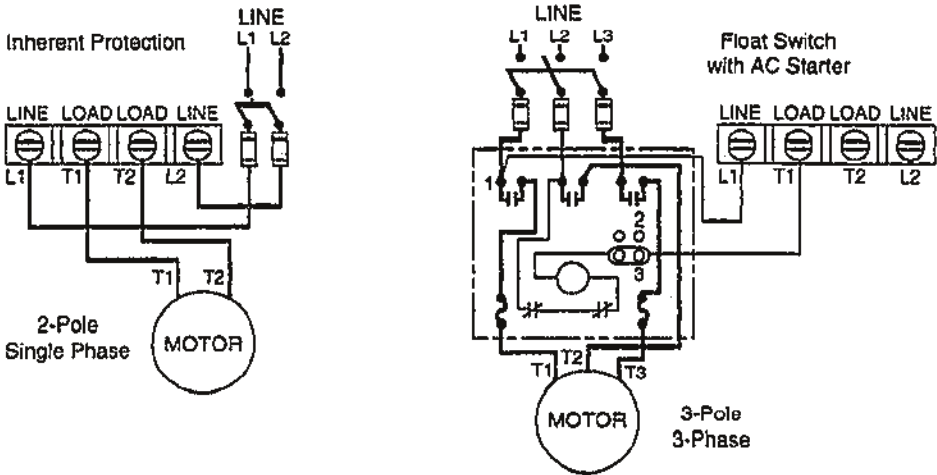 Inherent Protection
LINE
L1 L2
LINE LOAD LOAD LINE
L1 T1 T2 L2
T1 T2
MOTOR
2-Pole
Single Phase
LINE
L1 L2 L3
1
2
3
T1 T2 T3
MOTOR
3-Pole
3-Phase
Float Switch
with AC Starter
LINE LOAD LOAD LINE
L1 T1 T2 L2